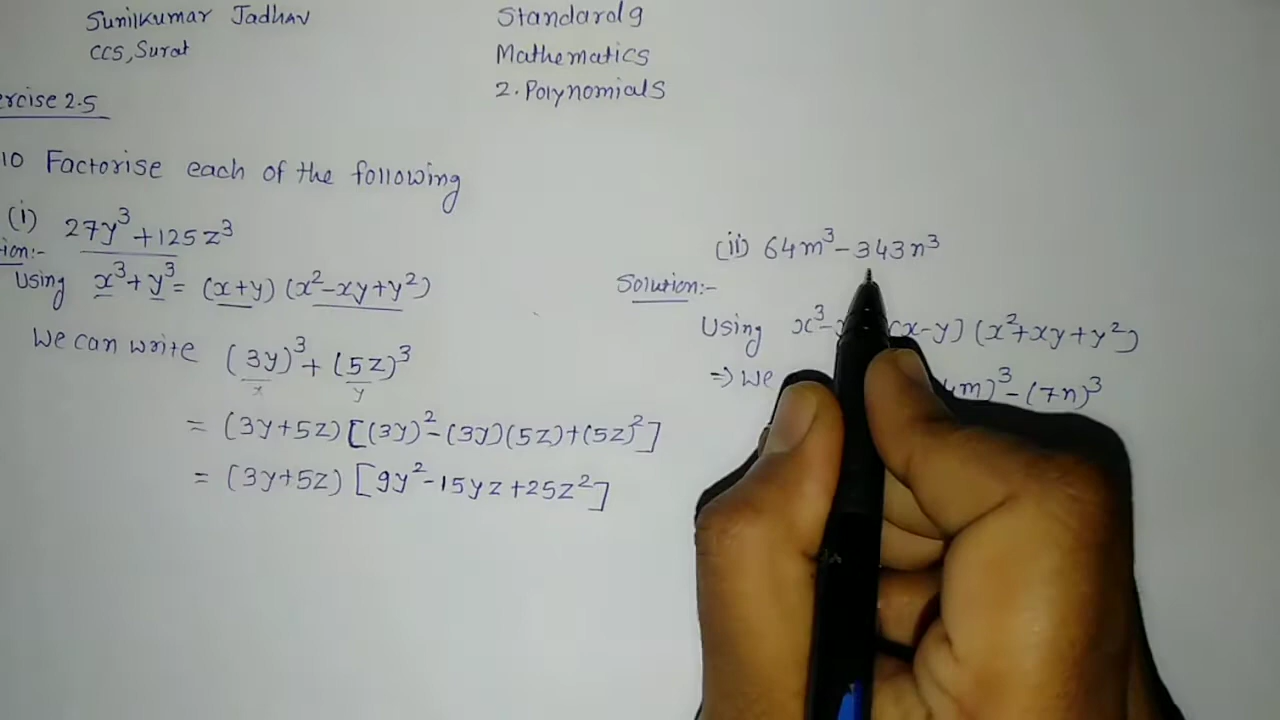 Sunilkumar Jadhav
CCS, Surat
Standard 9
Mathematics
2. Polynomials
ercise 2.5
10 Factorise each of the following
(i) 27y³+125z³
ion:-
Using x³+y³= (x+y) (x²-xy+y²)
We can write (3y)³+(5z)³
x y
= (3y+5z)[(3y)²-(3y)(5z)+(5z)²]
= (3y+5z) [9y²-15yz+25z²]
(ii) 64m³-343n³
Solution:-
Using x³- (x-y) (x²+xy+y²)
⇒ We m)³-(7n)³